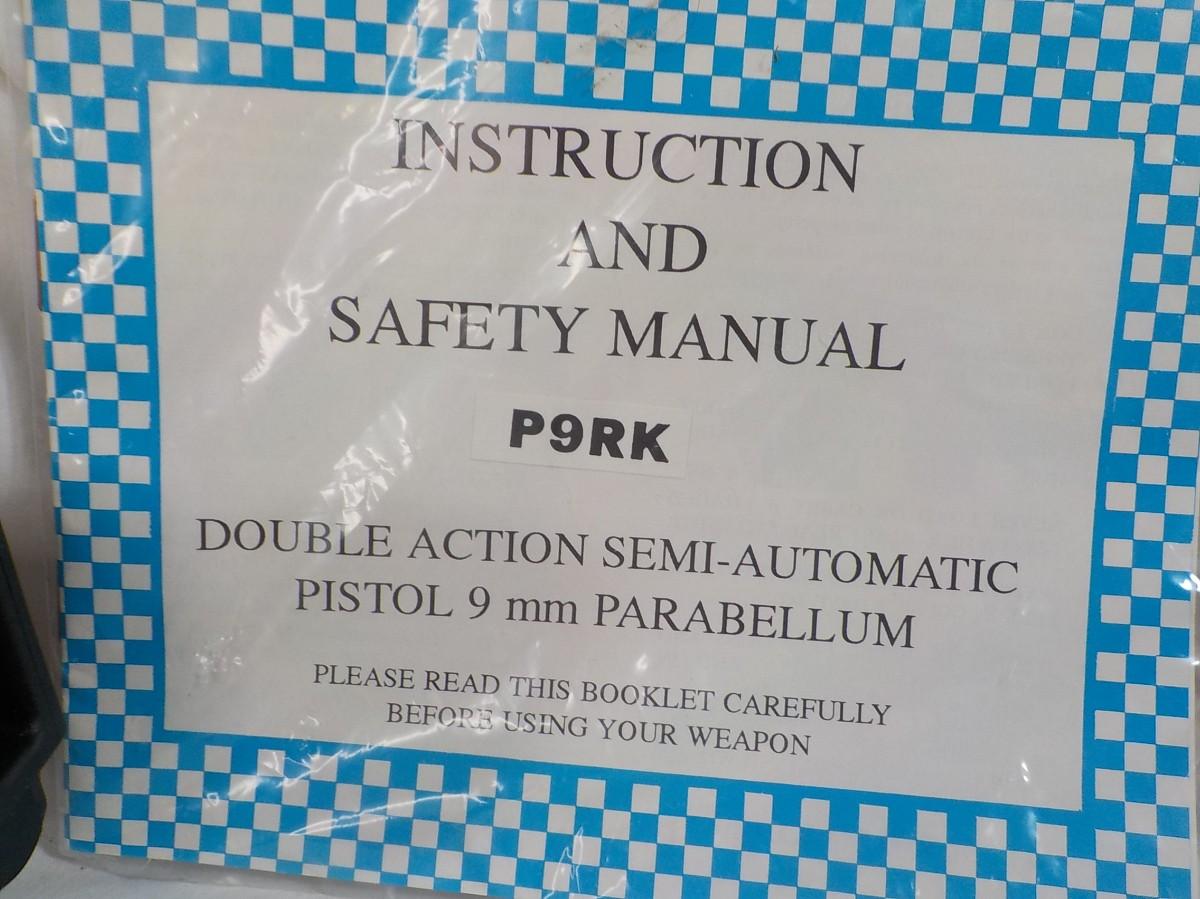 INSTRUCTION
AND
SAFETY MANUAL
P9RK
DOUBLE ACTION SEMI-AUTOMATIC
PISTOL 9 mm PARABELLUM
PLEASE READ THIS BOOKLET CAREFULLY
BEFORE USING YOUR WEAPON